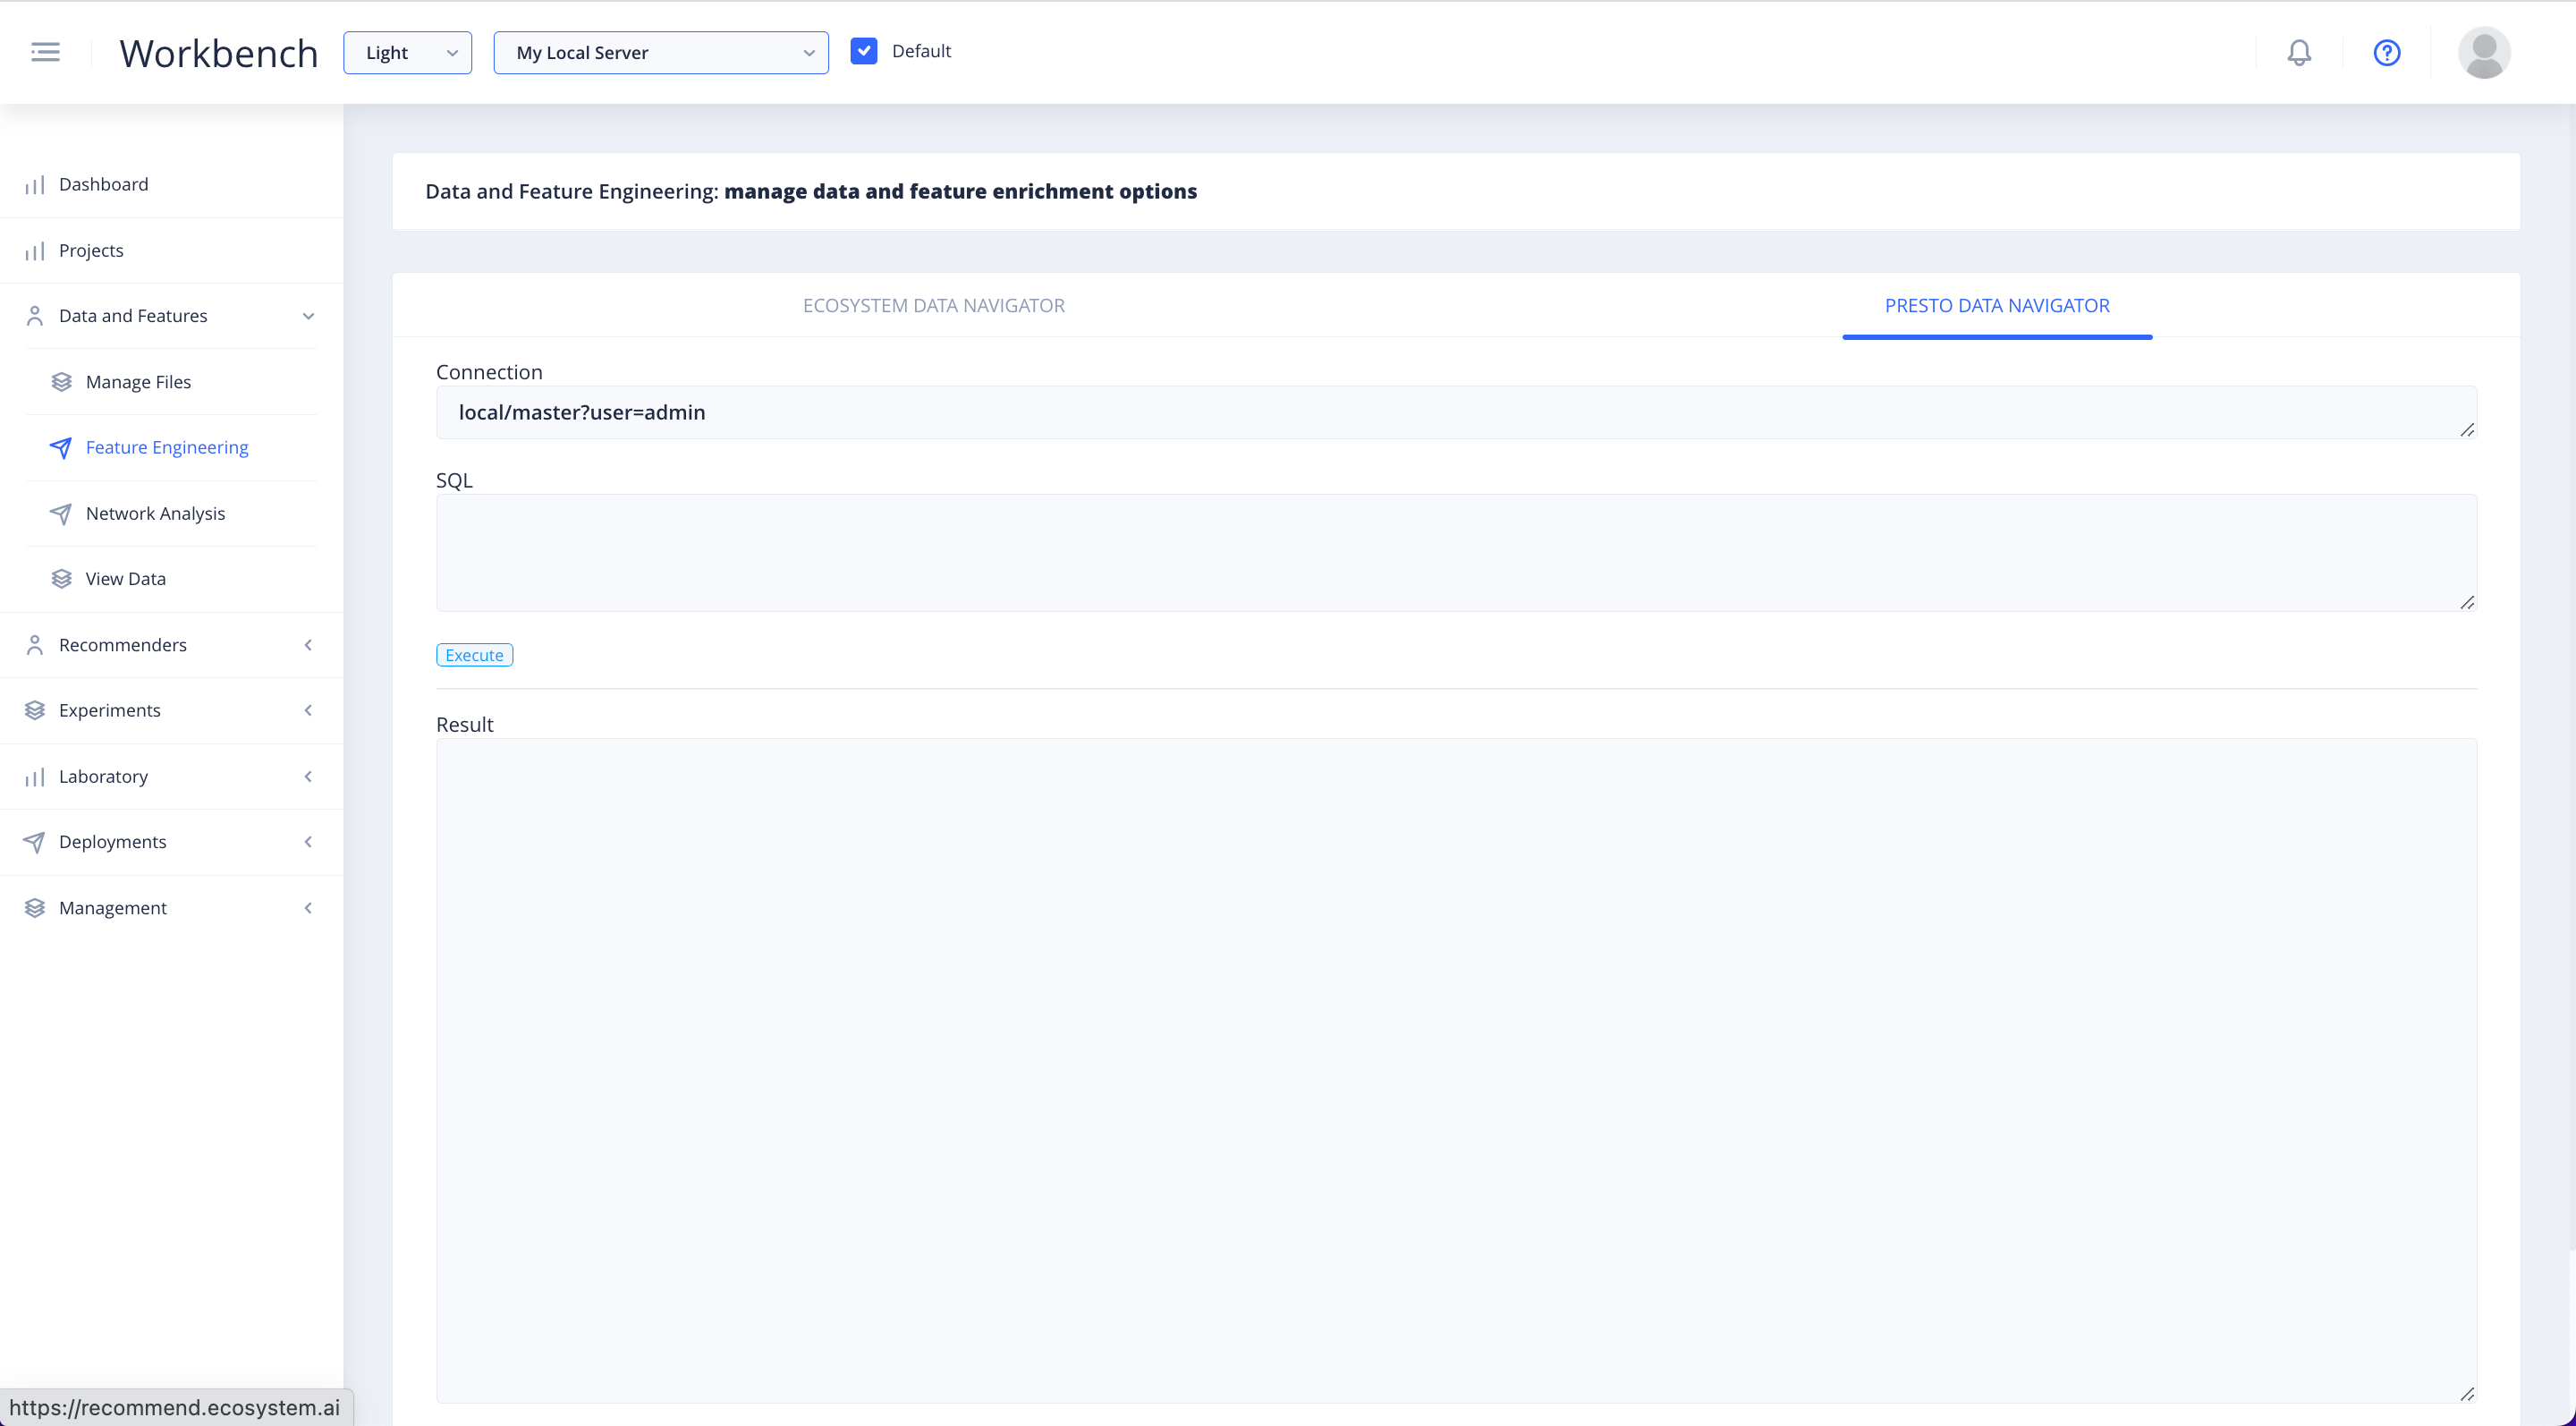 Workbench
Light
My Local Server
Default
Dashboard
Projects
Data and Features
Manage Files
Feature Engineering
Network Analysis
View Data
Recommenders
Experiments
Laboratory
Deployments
Management
Data and Feature Engineering: manage data and feature enrichment options
ECOSYSTEM DATA NAVIGATOR
PRESTO DATA NAVIGATOR
Connection
local/master?user=admin
SQL
Execute
Result
https://recommend.ecosystem.ai